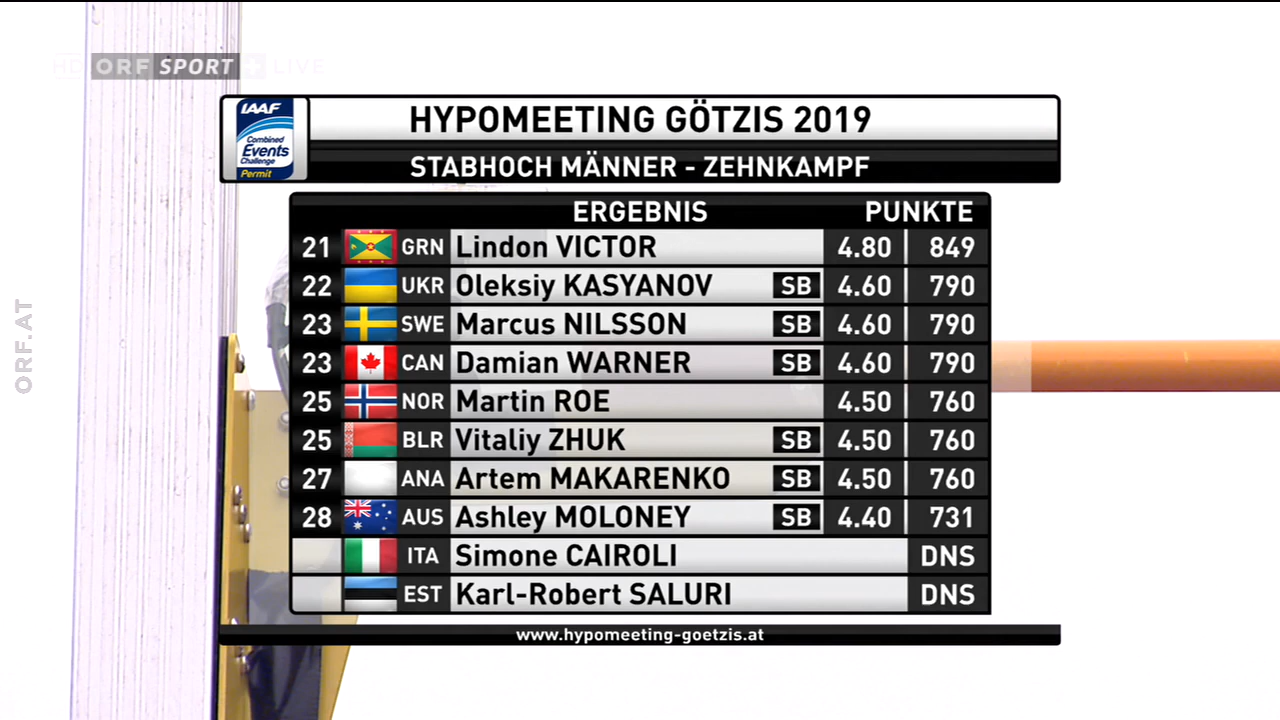 HD ORF SPORT + LIVE
IAAF
Combined
Events
Challenge
Permit
HYPOMEETING GÖTZIS 2019
STABHOCH MÄNNER - ZEHNKAMPF
ERGEBNIS PUNKTE
21 GRN Lindon VICTOR 4.80 849
22 UKR Oleksiy KASYANOV SB 4.60 790
23 SWE Marcus NILSSON SB 4.60 790
23 CAN Damian WARNER SB 4.60 790
25 NOR Martin ROE 4.50 760
25 BLR Vitaliy ZHUK SB 4.50 760
27 ANA Artem MAKARENKO SB 4.50 760
28 AUS Ashley MOLONEY SB 4.40 731
ITA Simone CAIROLI DNS
EST Karl-Robert SALURI DNS
www.hypomeeting-goetzis.at
ORF.AT